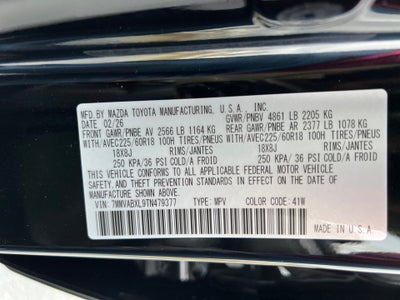 MFD.BY MAZDA TOYOTA MANUFACTURING, U.S.A., INC.
DATE 02/26 GVWR/PNBV 4861 LB 2205 KG
FRONT GAWR/PNBE AV 2566 LB 1164 KG REAR GAWR/PNBE AR 2377 LB 1078 KG
WITH/AVEC225/60R18 100H TIRES/PNEUS WITH/AVEC225/60R18 100H TIRES/PNEUS
18X8J RIMS/JANTES 18X8J RIMS/JANTES
250 KPA/36 PSI COLD/A FROID 250 KPA/36 PSI COLD/A FROID
THIS VEHICLE CONFORMS TO ALL APPLICABLE FEDERAL MOTOR VEHICLE
SAFETY AND THEFT PREVENTION STANDARDS IN EFFECT ON THE DATE OF
MANUFACTURE SHOWN ABOVE.
VIN: 7MMVABXL9TN479377 TYPE: MPV COLOR CODE: 41W
MADE IN U.S.A